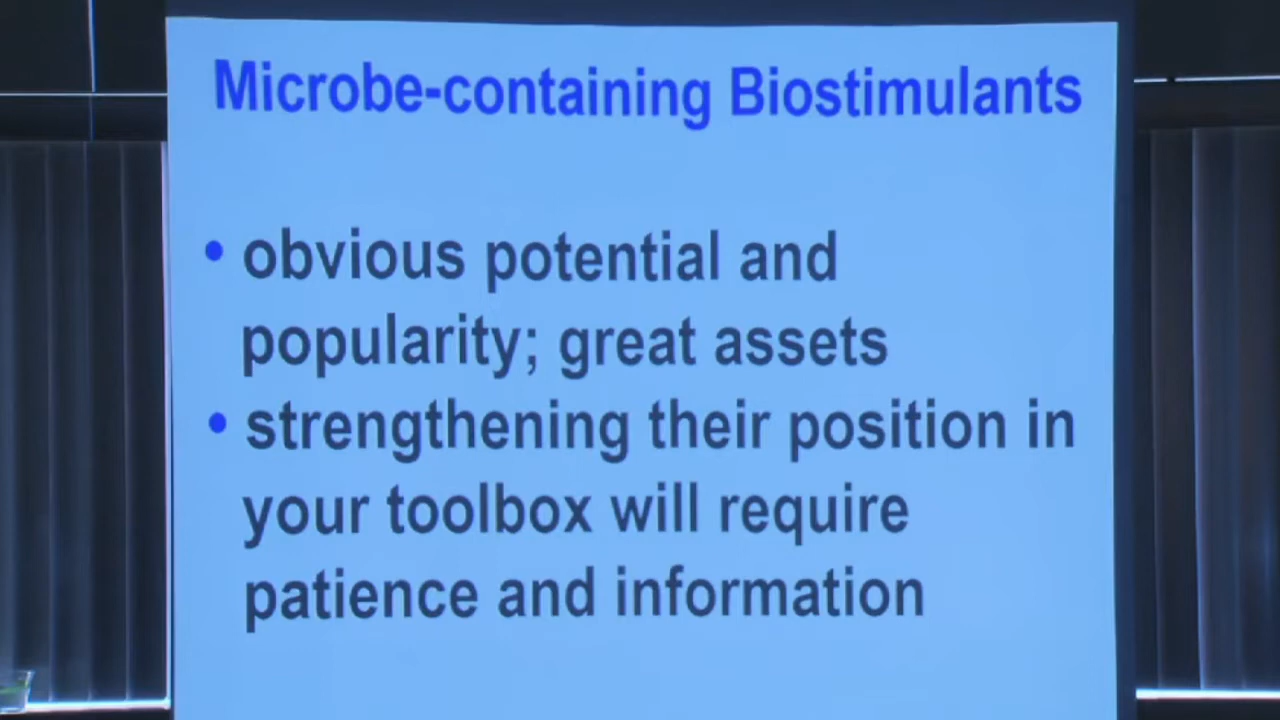 Microbe-containing Biostimulants
• obvious potential and
popularity; great assets
• strengthening their position in
your toolbox will require
patience and information